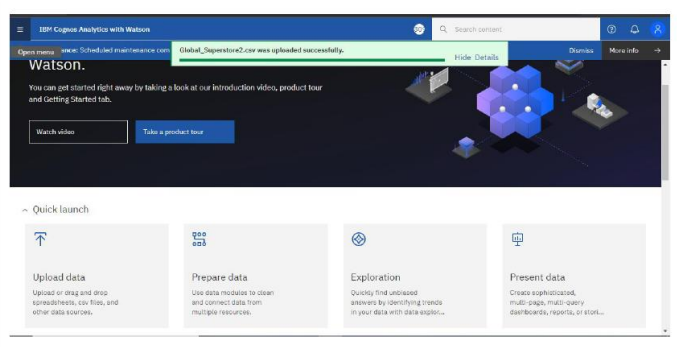 IBM Cognos Analytics with Watson
Search content
Open menu
ance: Scheduled maintenance com
Global_Superstore2.csv was uploaded successfully.
Hide Details
Dismiss
More info
Watson.
You can get started right away by taking a look at our introduction video, product tour
and Getting Started tab.
Watch video
Take a product tour
Quick launch
Upload data
Upload or drag and drop
spreadsheets, csv files, and
other data sources.
Prepare data
Use data modules to clean
and connect data from
multiple resources.
Exploration
Quickly find unbiased
answers by identifying trends
in your data with data explor...
Present data
Create sophisticated,
multi-page, multi-query
dashboards, reports, or stori...